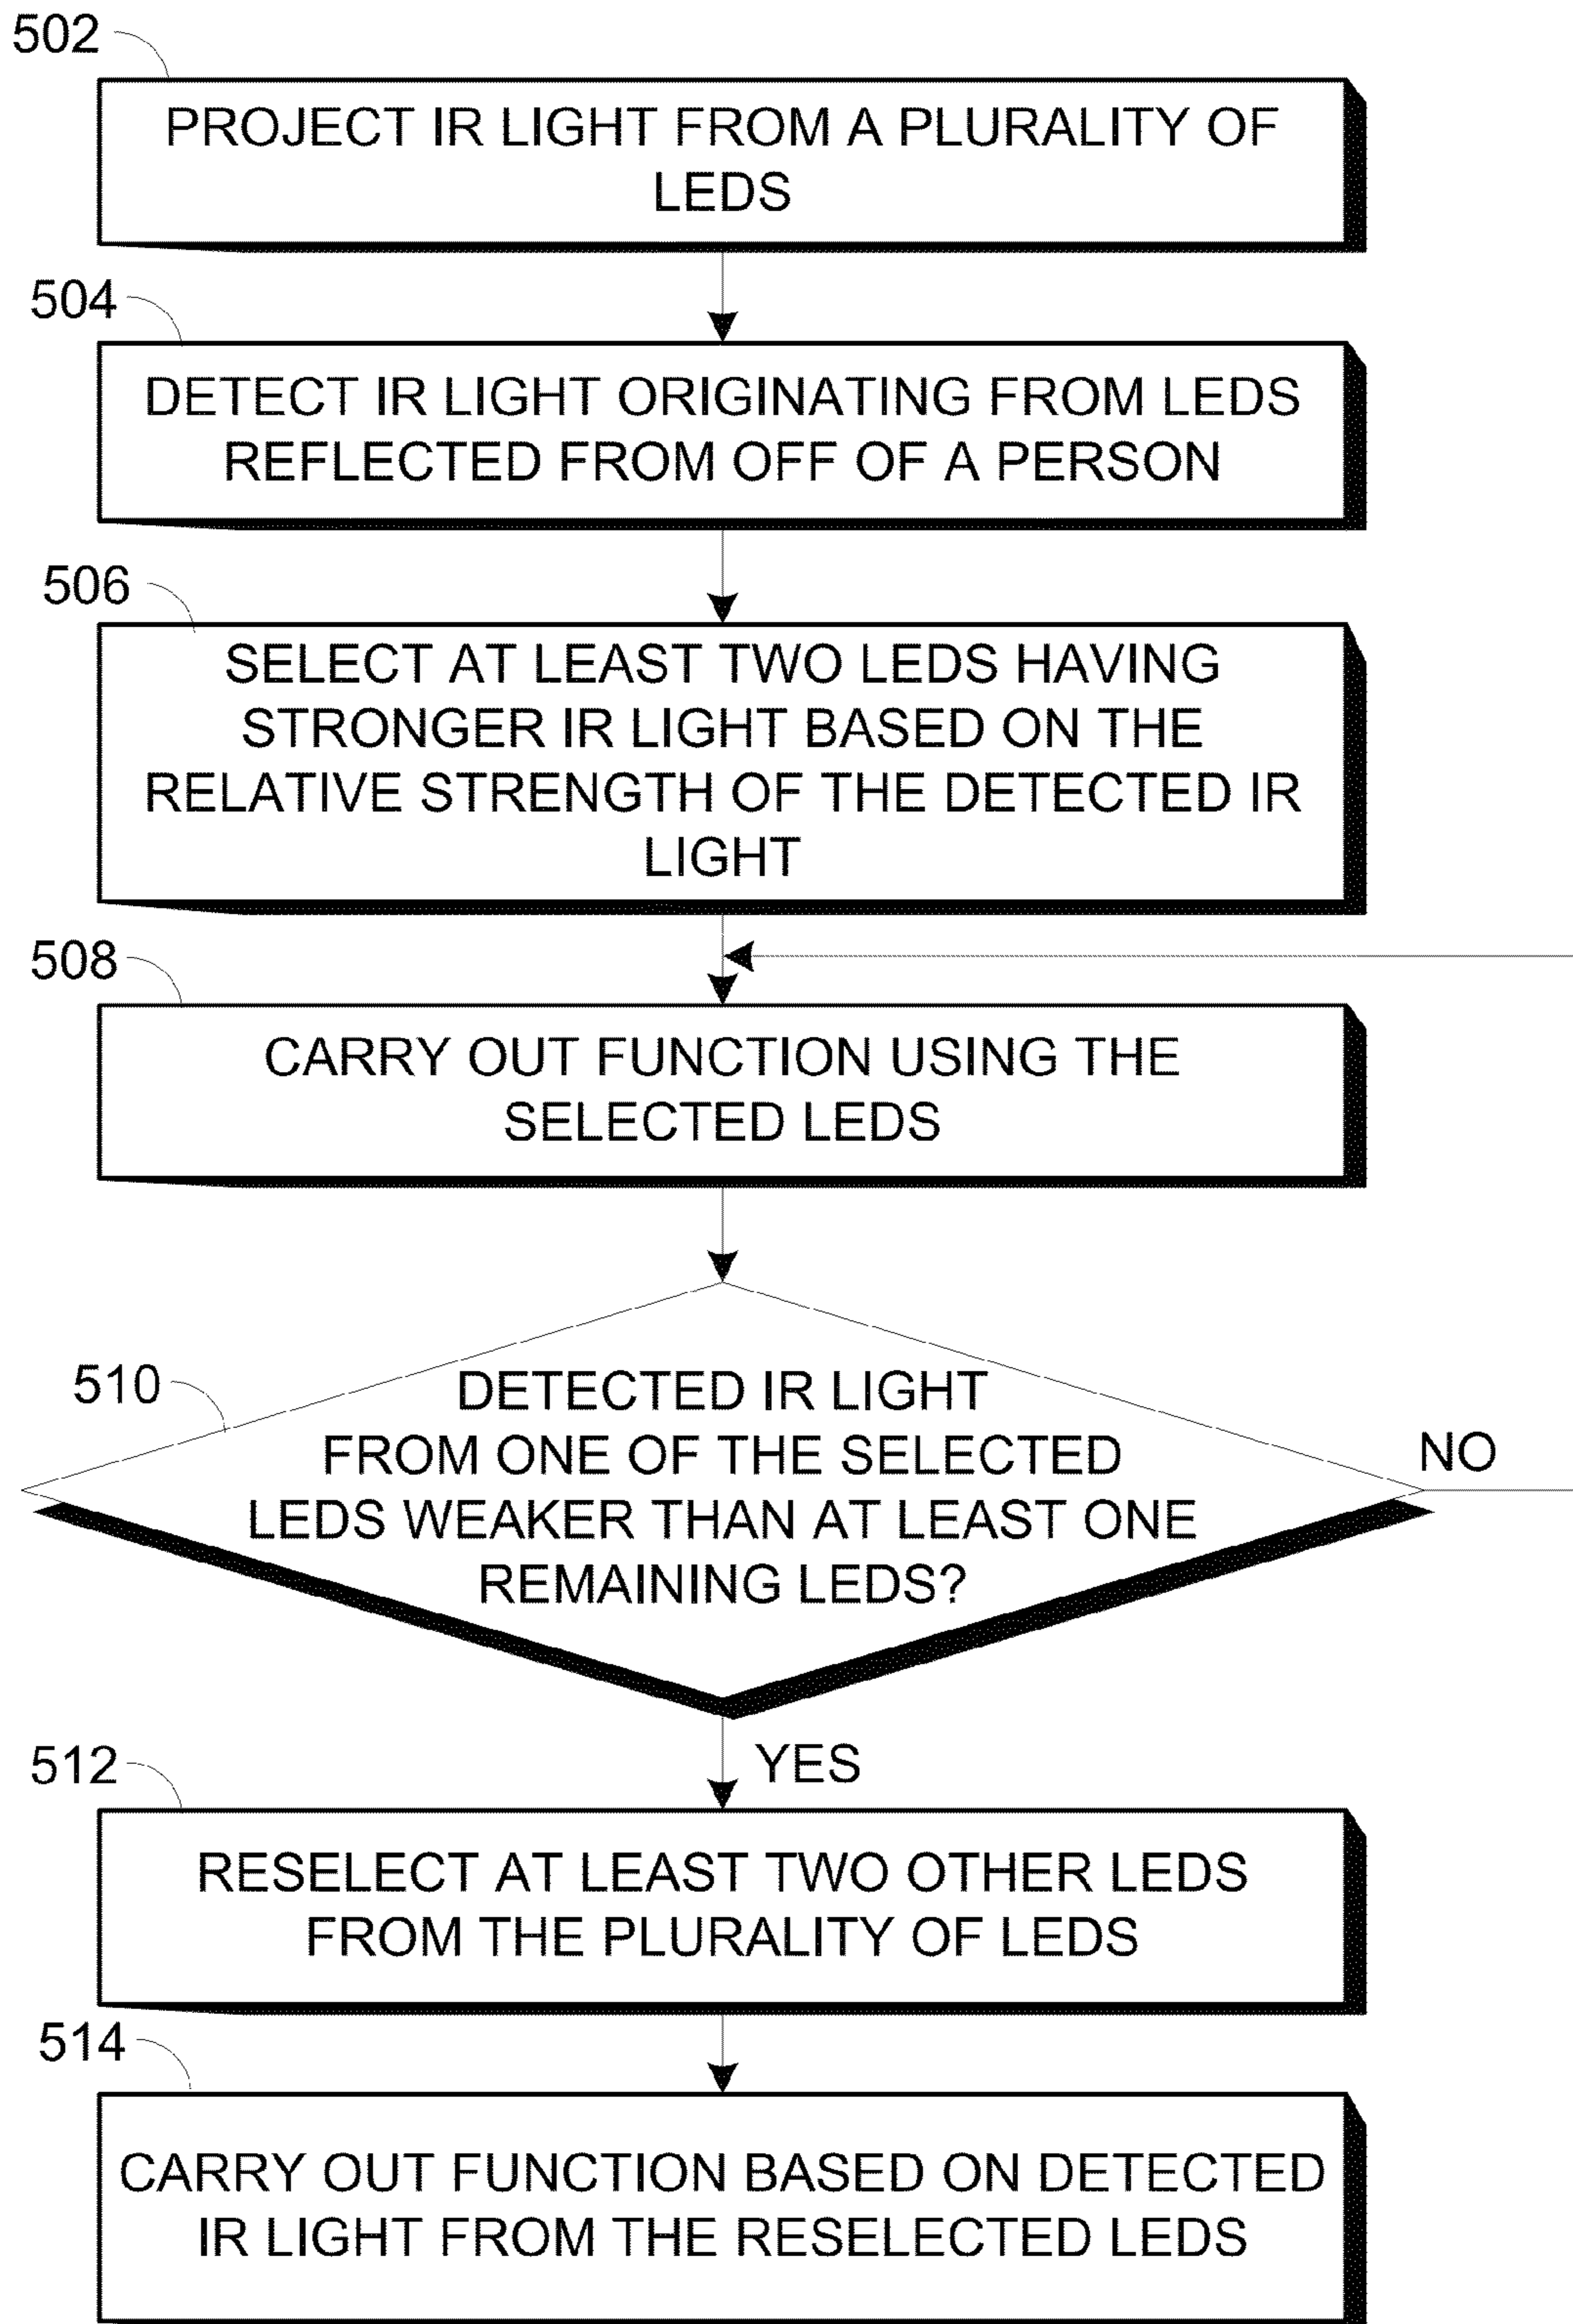 502
PROJECT IR LIGHT FROM A PLURALITY OF
LEDS
504
DETECT IR LIGHT ORIGINATING FROM LEDS
REFLECTED FROM OFF OF A PERSON
506
SELECT AT LEAST TWO LEDS HAVING
STRONGER IR LIGHT BASED ON THE
RELATIVE STRENGTH OF THE DETECTED IR
LIGHT
508
CARRY OUT FUNCTION USING THE
SELECTED LEDS
510
DETECTED IR LIGHT
FROM ONE OF THE SELECTED
LEDS WEAKER THAN AT LEAST ONE
REMAINING LEDS?
NO
YES
512
RESELECT AT LEAST TWO OTHER LEDS
FROM THE PLURALITY OF LEDS
514
CARRY OUT FUNCTION BASED ON DETECTED
IR LIGHT FROM THE RESELECTED LEDS